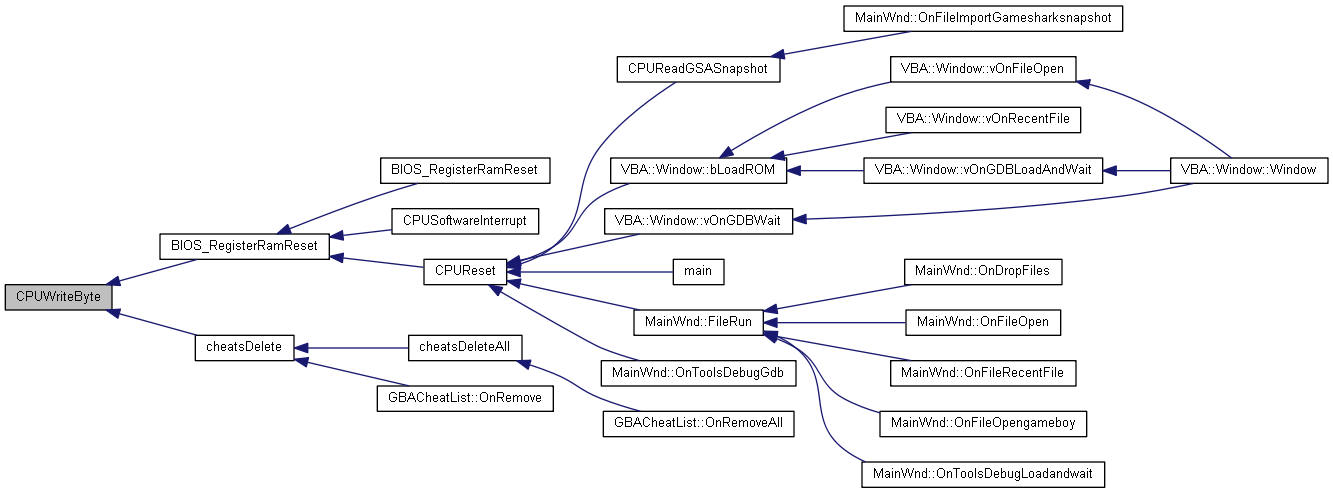 MainWnd::OnFileImportGamesharksnapshot
CPUReadGSASnapshot
VBA::Window::vOnFileOpen
VBA::Window::vOnRecentFile
BIOS_RegisterRamReset
VBA::Window::bLoadROM
VBA::Window::vOnGDBLoadAndWait
VBA::Window::Window
CPUSoftwareInterrupt
VBA::Window::vOnGDBWait
BIOS_RegisterRamReset
CPUReset
main
MainWnd::OnDropFiles
CPUWriteByte
MainWnd::FileRun
MainWnd::OnFileOpen
cheatsDelete
cheatsDeleteAll
MainWnd::OnToolsDebugGdb
MainWnd::OnFileRecentFile
GBACheatList::OnRemove
GBACheatList::OnRemoveAll
MainWnd::OnFileOpengameboy
MainWnd::OnToolsDebugLoadandwait